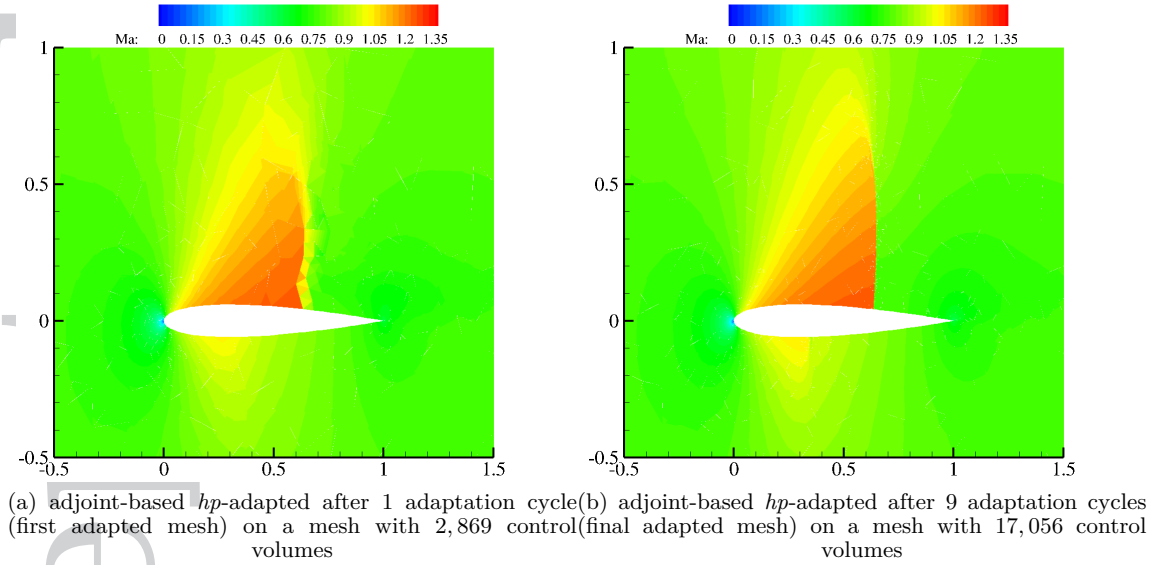 Ma: 0 0.15 0.3 0.45 0.6 0.75 0.9 1.05 1.2 1.35
1
0.5
0
-0.5
-0.5 0 0.5 1 1.5
(a) adjoint-based hp-adapted after 1 adaptation cycle
(first adapted mesh) on a mesh with 2,869 control
volumes
Ma: 0 0.15 0.3 0.45 0.6 0.75 0.9 1.05 1.2 1.35
1
0.5
0
-0.5
-0.5 0 0.5 1 1.5
(b) adjoint-based hp-adapted after 9 adaptation cycles
(final adapted mesh) on a mesh with 17,056 control
volumes